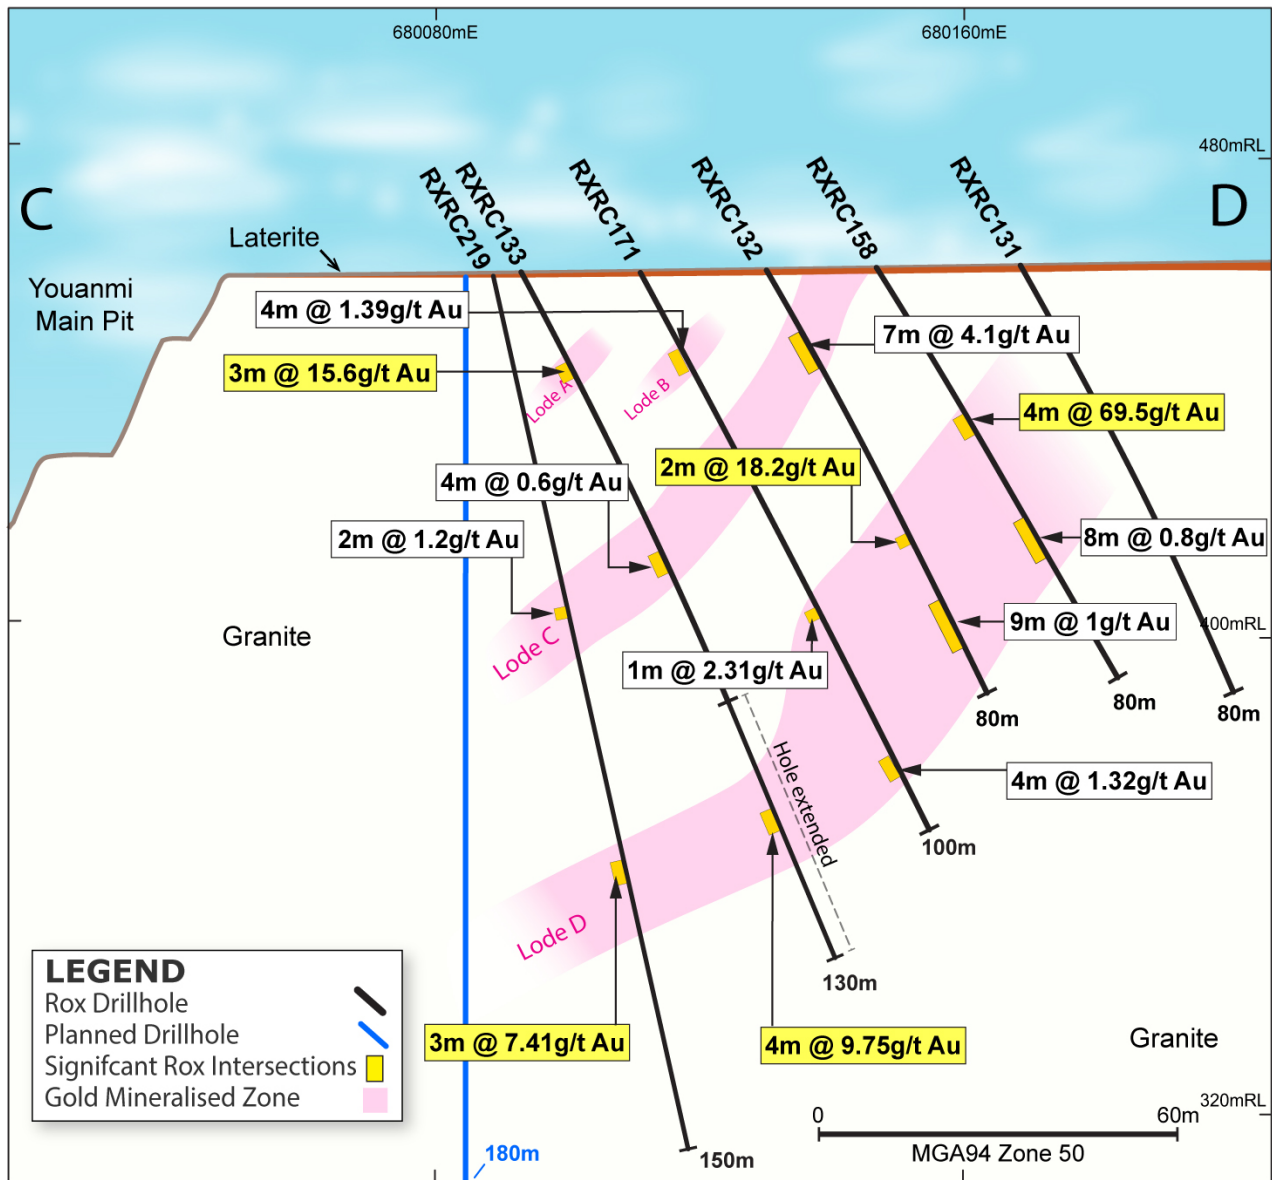 680080mE
680160mE
480mRL
C
D
RXRC219
RXRC133
RXRC171
RXRC132
RXRC158
RXRC131
Laterite
Youanmi
Main Pit
4m @ 1.39g/t Au
7m @ 4.1g/t Au
3m @ 15.6g/t Au
Lode A
Lode B
4m @ 69.5g/t Au
2m @ 18.2g/t Au
4m @ 0.6g/t Au
2m @ 1.2g/t Au
8m @ 0.8g/t Au
Granite
9m @ 1g/t Au
400mRL
Lode C
1m @ 2.31g/t Au
80m
80m
80m
Hole extended
4m @ 1.32g/t Au
100m
Lode D
130m
LEGEND
Rox Drillhole
Planned Drillhole
Signifcant Rox Intersections
Gold Mineralised Zone
3m @ 7.41g/t Au
4m @ 9.75g/t Au
Granite
320mRL
0
60m
MGA94 Zone 50
180m
150m